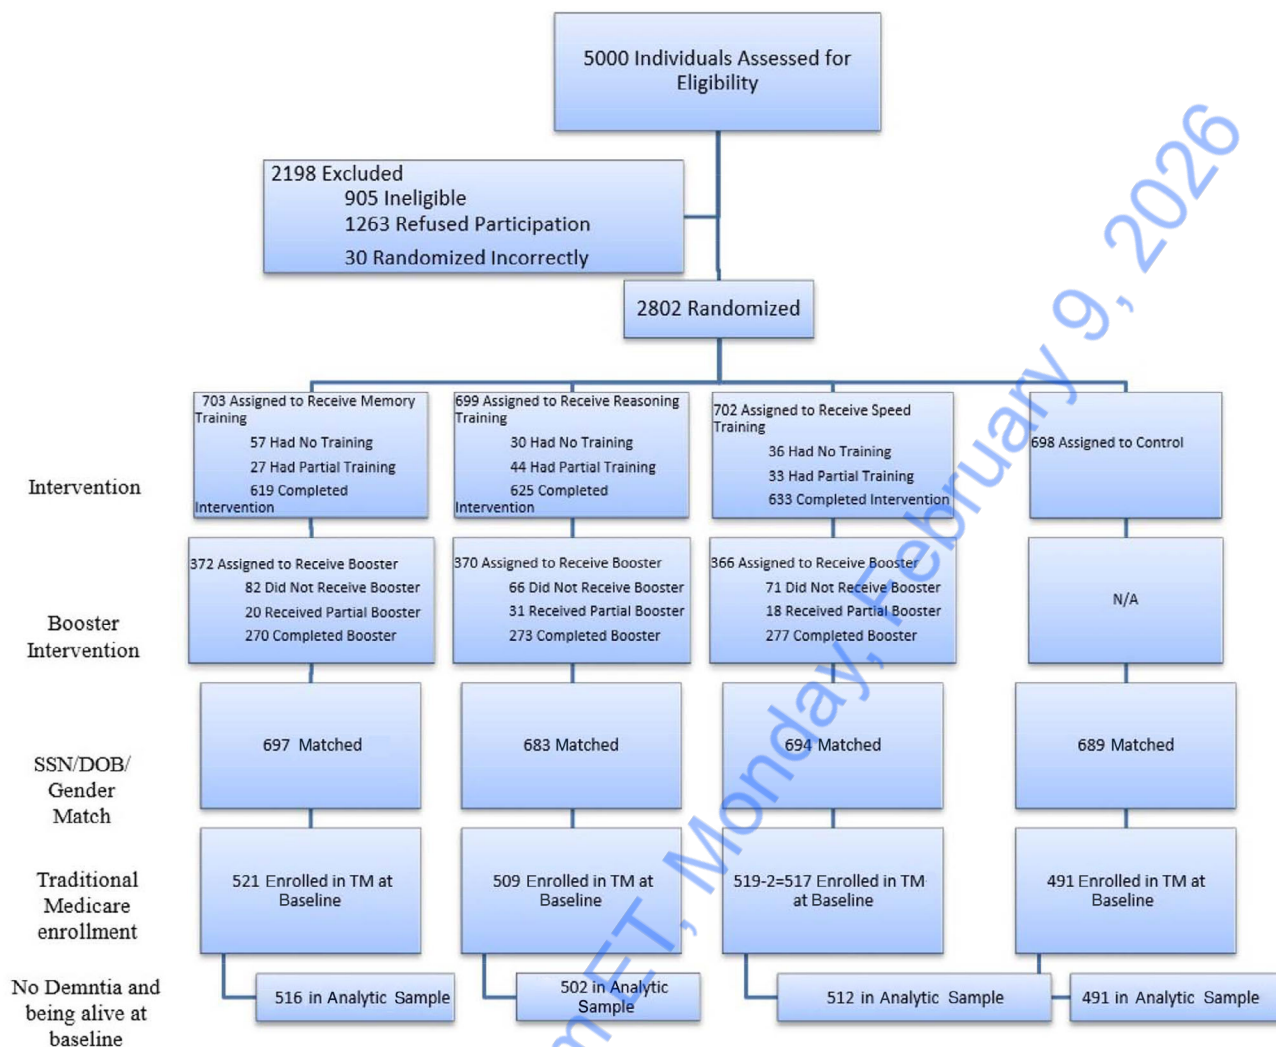 5000 Individuals Assessed for
Eligibility
2198 Excluded
905 Ineligible
1263 Refused Participation
30 Randomized Incorrectly
2802 Randomized
Intervention
703 Assigned to Receive Memory
Training
57 Had No Training
27 Had Partial Training
619 Completed
Intervention
699 Assigned to Receive Reasoning
Training
30 Had No Training
44 Had Partial Training
625 Completed
Intervention
702 Assigned to Receive Speed
Training
36 Had No Training
33 Had Partial Training
633 Completed Intervention
698 Assigned to Control
Booster
Intervention
372 Assigned to Receive Booster
82 Did Not Receive Booster
20 Received Partial Booster
270 Completed Booster
370 Assigned to Receive Booster
66 Did Not Receive Booster
31 Received Partial Booster
273 Completed Booster
366 Assigned to Receive Booster
71 Did Not Receive Booster
18 Received Partial Booster
277 Completed Booster
N/A
SSN/DOB/
Gender
Match
697 Matched
683 Matched
694 Matched
689 Matched
Traditional
Medicare
enrollment
521 Enrolled in TM at
Baseline
509 Enrolled in TM at
Baseline
519-2=517 Enrolled in TM
at Baseline
491 Enrolled in TM at
Baseline
No Demntia and
being alive at
baseline
516 in Analytic Sample
502 in Analytic
Sample
512 in Analytic Sample
491 in Analytic Sample
ET, Monday, February 9, 2026